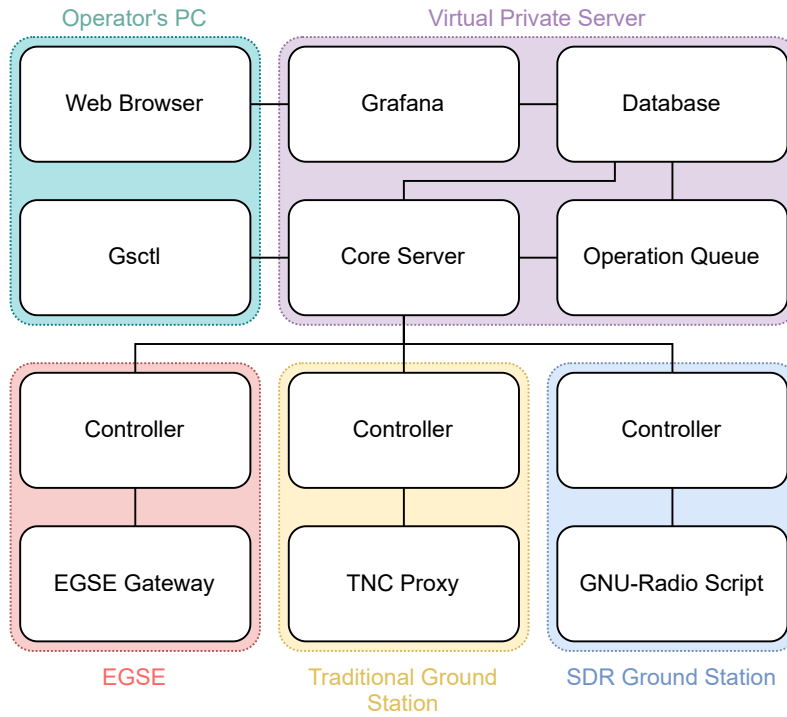 Operator's PC
Virtual Private Server
Web Browser
Grafana
Database
Gsctl
Core Server
Operation Queue
Controller
Controller
Controller
EGSE Gateway
TNC Proxy
GNU-Radio Script
EGSE
Traditional Ground
Station
SDR Ground Station